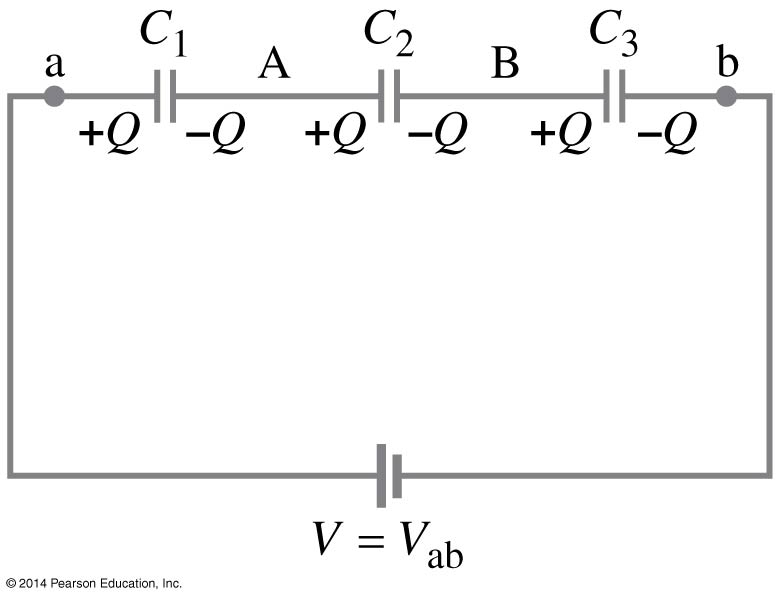 C1 C2 C3
a A B b
+Q –Q +Q –Q +Q –Q
V = Vab
© 2014 Pearson Education, Inc.